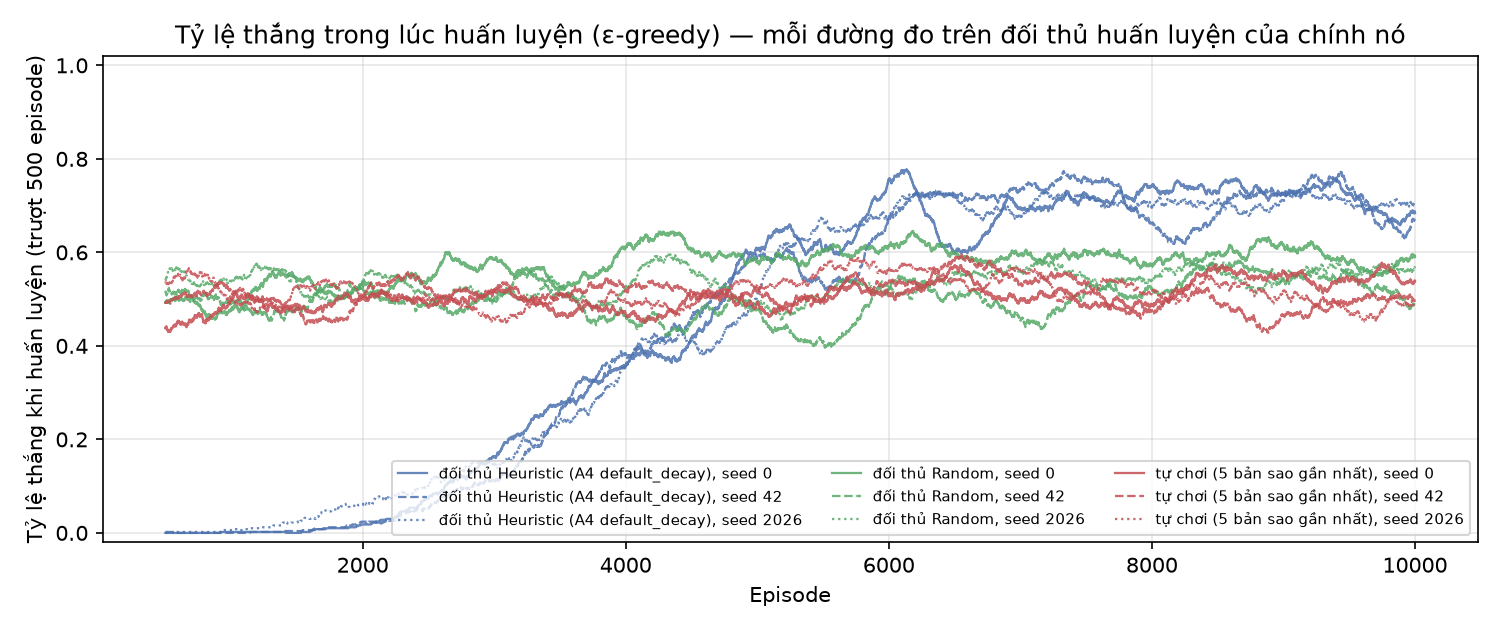 Tỷ lệ thắng trong lúc huấn luyện (ε-greedy) — mỗi đường đo trên đối thủ huấn luyện của chính nó
Tỷ lệ thắng khi huấn luyện (trượt 500 episode)
1.0
0.8
0.6
0.4
0.2
0.0
đối thủ Heuristic (A4 default_decay), seed 0
đối thủ Heuristic (A4 default_decay), seed 42
đối thủ Heuristic (A4 default_decay), seed 2026
đối thủ Random, seed 0
đối thủ Random, seed 42
đối thủ Random, seed 2026
tự chơi (5 bản sao gần nhất), seed 0
tự chơi (5 bản sao gần nhất), seed 42
tự chơi (5 bản sao gần nhất), seed 2026
2000
4000
6000
8000
10000
Episode